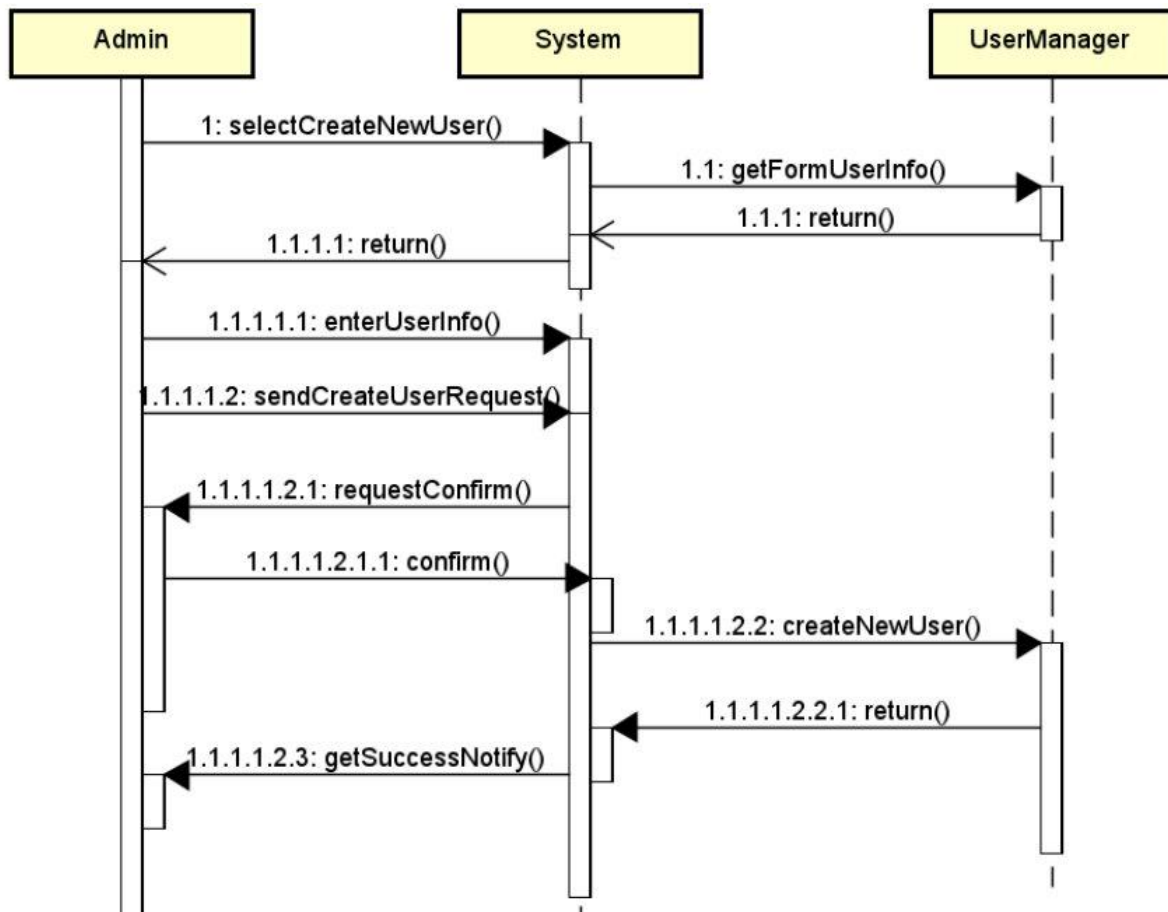 Admin
System
UserManager
1: selectCreateNewUser()
1.1: getFormUserInfo()
1.1.1: return()
1.1.1.1: return()
1.1.1.1.1: enterUserInfo()
1.1.1.1.2: sendCreateUserRequest()
1.1.1.1.2.1: requestConfirm()
1.1.1.1.2.1.1: confirm()
1.1.1.1.2.2: createNewUser()
1.1.1.1.2.2.1: return()
1.1.1.1.2.3: getSuccessNotify()